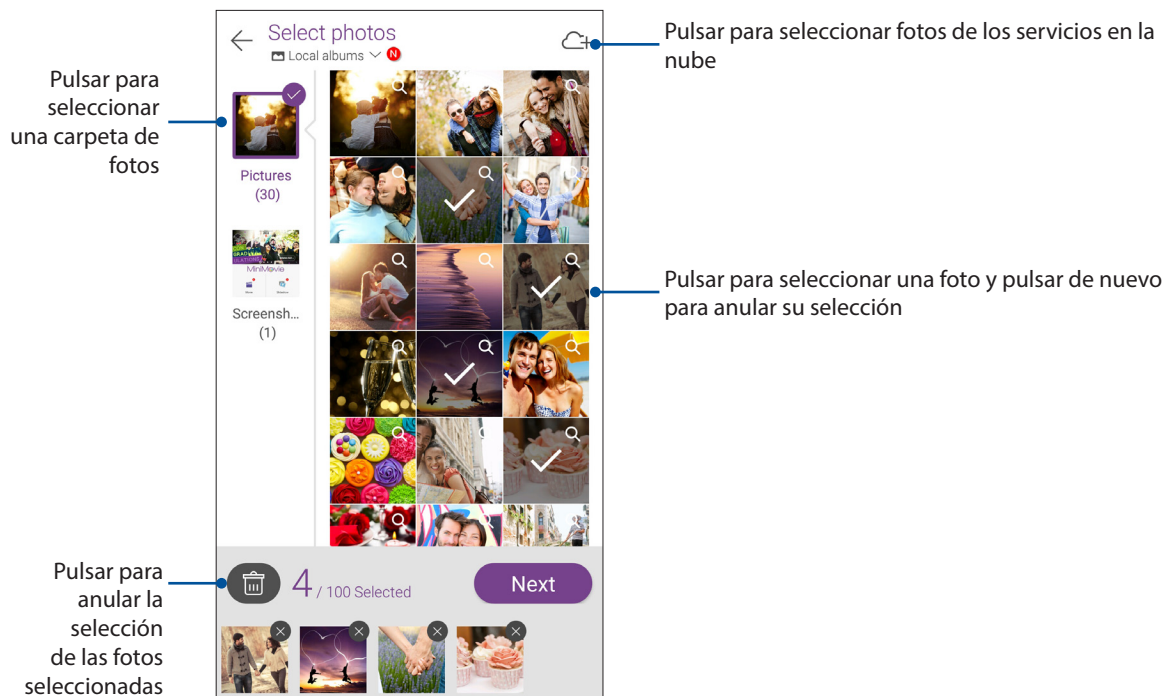 Select photos
Local albums N
Pulsar para seleccionar fotos de los servicios en la
nube
Pulsar para
seleccionar
una carpeta de
fotos
Pictures
(30)
MiniMovie
Screensh...
(1)
Pulsar para seleccionar una foto y pulsar de nuevo
para anular su selección
Pulsar para
anular la
selección
de las fotos
seleccionadas
4 / 100 Selected
Next